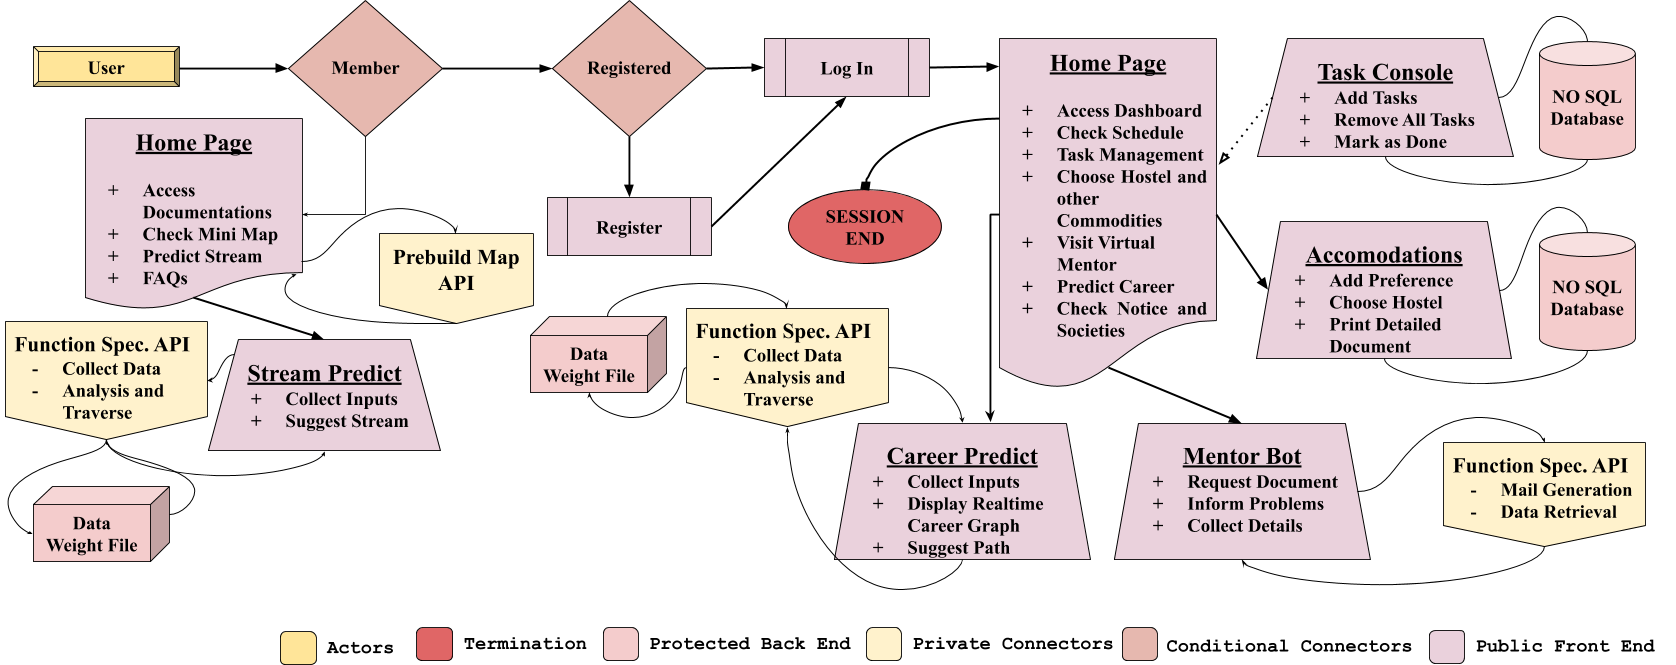 User
Member
Registered
Log In
Home Page
+ Access
Documentations
+ Check Mini Map
+ Predict Stream
+ FAQs
Prebuild Map
API
Register
SESSION
END
Home Page
+ Access Dashboard
+ Check Schedule
+ Task Management
+ Choose Hostel and
other
Commodities
+ Visit Virtual
Mentor
+ Predict Career
+ Check Notice and
Societies
Task Console
+ Add Tasks
+ Remove All Tasks
+ Mark as Done
NO SQL
Database
Accomodations
+ Add Preference
+ Choose Hostel
+ Print Detailed
Document
NO SQL
Database
Function Spec. API
- Collect Data
- Analysis and
Traverse
Stream Predict
+ Collect Inputs
+ Suggest Stream
Data
Weight File
Data
Weight File
Function Spec. API
- Collect Data
- Analysis and
Traverse
Career Predict
+ Collect Inputs
+ Display Realtime
Career Graph
+ Suggest Path
Mentor Bot
+ Request Document
+ Inform Problems
+ Collect Details
Function Spec. API
- Mail Generation
- Data Retrieval
Actors
Termination
Protected Back End
Private Connectors
Conditional Connectors
Public Front End